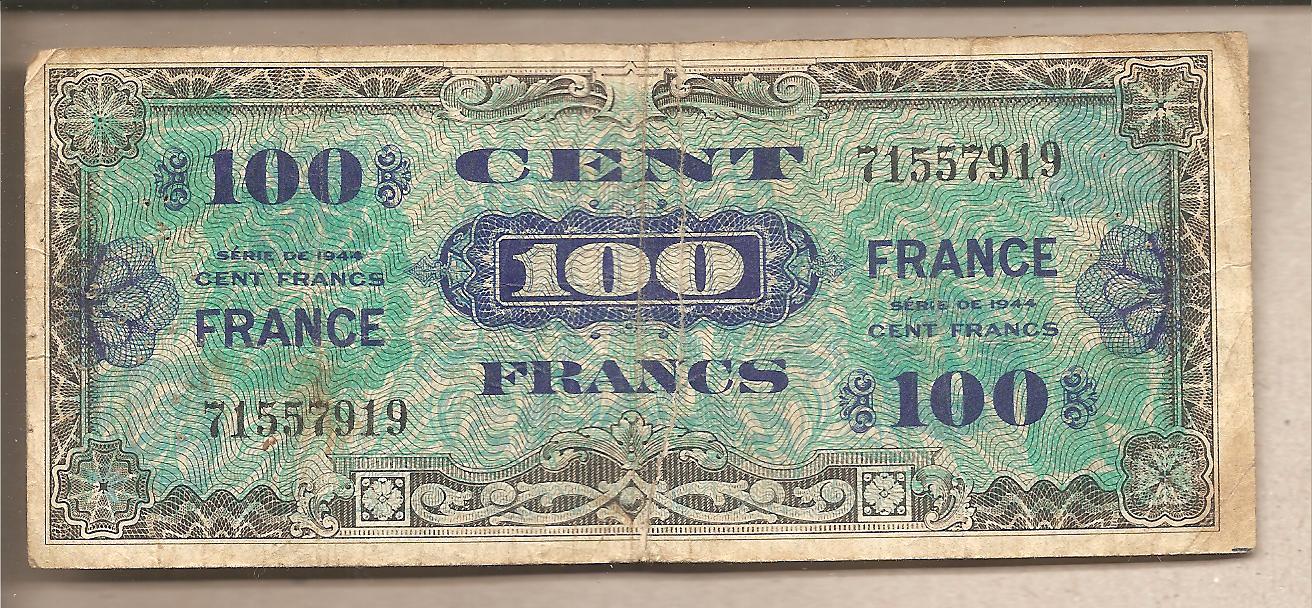 100
CENT
71557919
SÉRIE DE 1944
CENT FRANCS
FRANCE
100
FRANCE
SÉRIE DE 1944
CENT FRANCS
FRANCS
100
71557919